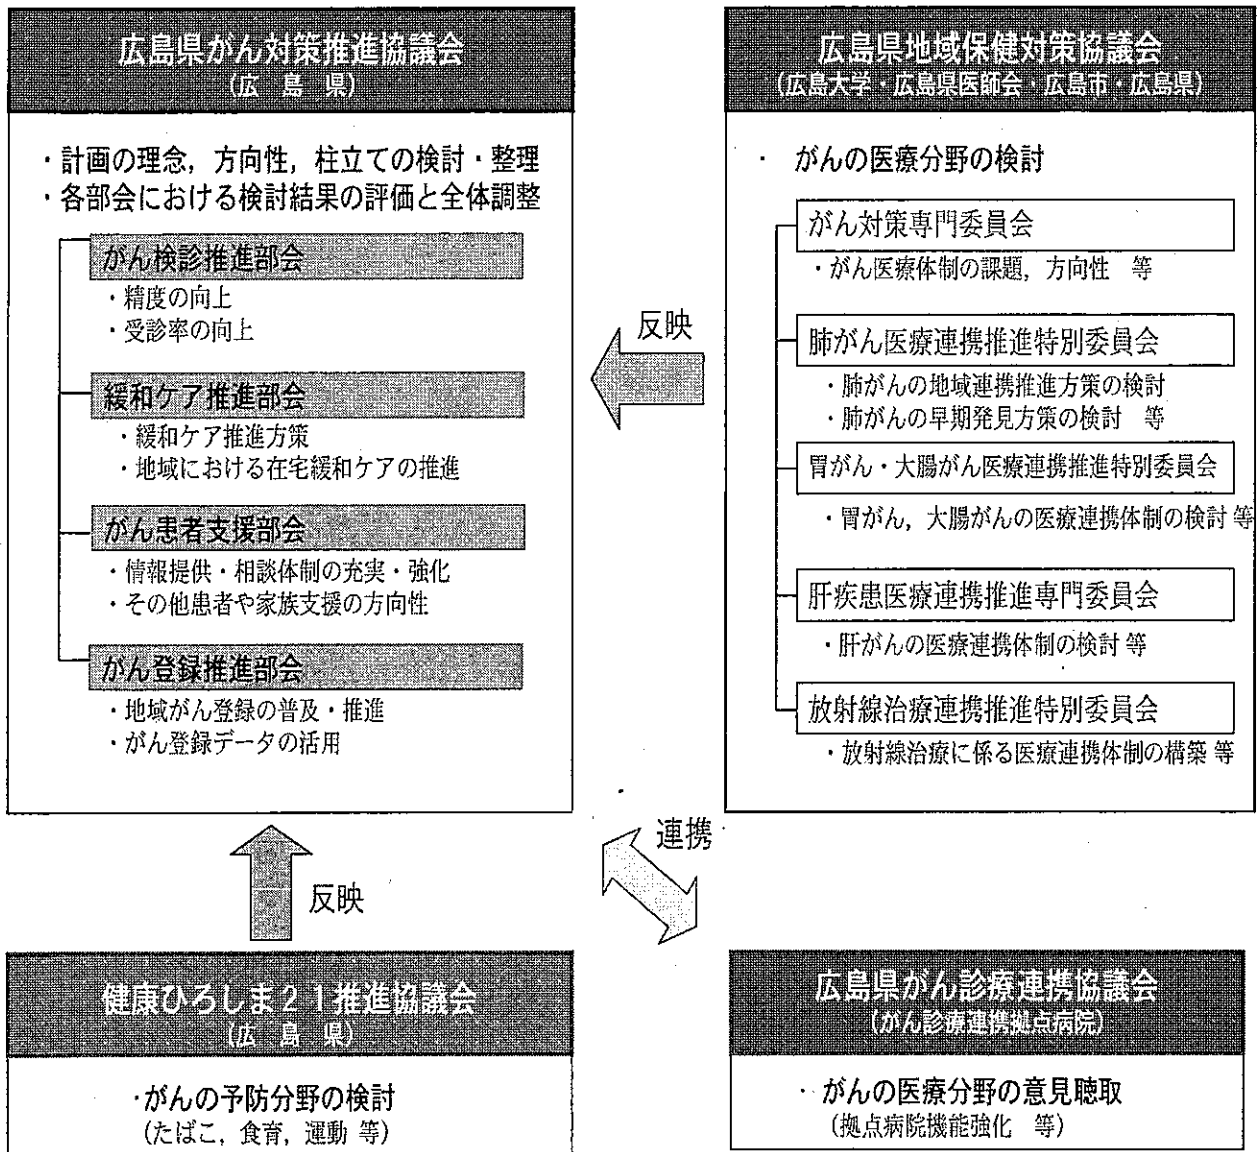 広島県がん対策推進協議会
(広 島 県)
・計画の理念，方向性，柱立ての検討・整理
・各部会における検討結果の評価と全体調整
がん検診推進部会
・精度の向上
・受診率の向上
緩和ケア推進部会
・緩和ケア推進方策
・地域における在宅緩和ケアの推進
がん患者支援部会
・情報提供・相談体制の充実・強化
・その他患者や家族支援の方向性
がん登録推進部会
・地域がん登録の普及・推進
・がん登録データの活用
反映
広島県地域保健対策協議会
(広島大学・広島県医師会・広島市・広島県)
・ がんの医療分野の検討
がん対策専門委員会
・がん医療体制の課題，方向性 等
肺がん医療連携推進特別委員会
・肺がんの地域連携推進方策の検討
・肺がんの早期発見方策の検討 等
胃がん・大腸がん医療連携推進特別委員会
・胃がん，大腸がんの医療連携体制の検討 等
肝疾患医療連携推進専門委員会
・肝がんの医療連携体制の検討 等
放射線治療連携推進特別委員会
・放射線治療に係る医療連携体制の構築 等
反映
連携
健康ひろしま２１推進協議会
(広 島 県)
・がんの予防分野の検討
(たばこ，食育，運動 等)
広島県がん診療連携協議会
(がん診療連携拠点病院)
・ がんの医療分野の意見聴取
(拠点病院機能強化 等)